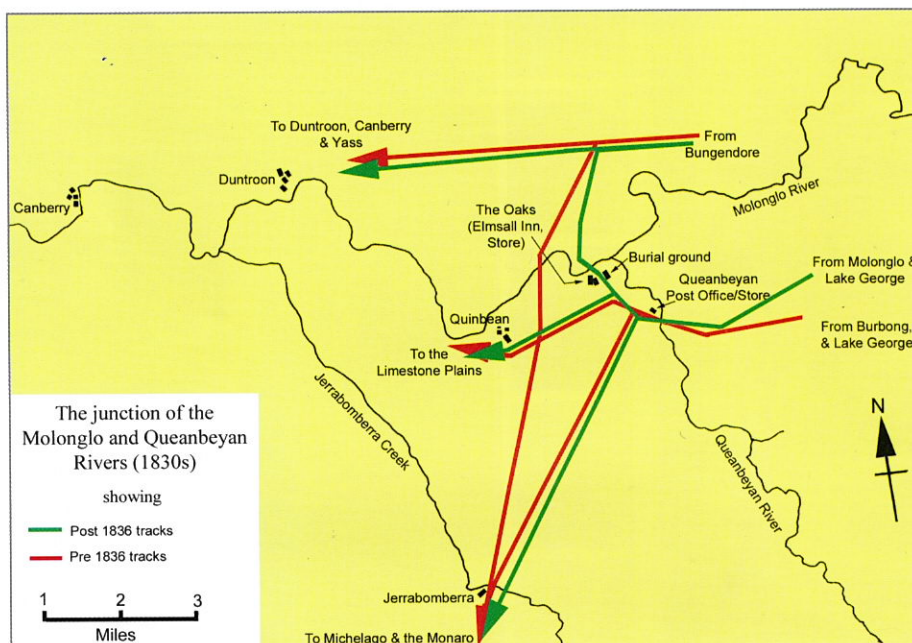 To Duntroon, Canberry
& Yass
From
Bungendore
Duntroon
Canberry
Molonglo River
The Oaks
(Elmsall Inn,
Store)
Burial ground
Queanbeyan
Post Office/Store
From Molonglo &
Lake George
From Burbong,
& Lake George
Quinbean
To the
Limestone Plains
Jerrabomberra Creek
Queanbeyan River
N
The junction of the
Molonglo and Queanbeyan
Rivers (1830s)
showing
Post 1836 tracks
Pre 1836 tracks
1 2 3
Miles
Jerrabomberra
To Michelago & the Monaro